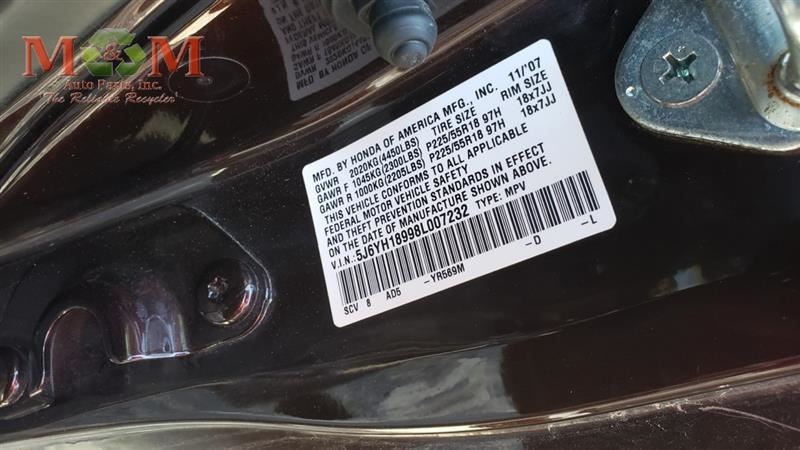 M&M
Auto Parts, Inc.
"The Reliable Recycler"
MFD. BY HONDA OF AMERICA MFG., INC. 11/'07
GVWR 2020KG(4450LBS) TIRE SIZE RIM SIZE
GAWR F 1045KG(2300LBS) P225/55R18 97H 18x7JJ
GAWR R 1000KG(2205LBS) P225/55R18 97H 18x7JJ
THIS VEHICLE CONFORMS TO ALL APPLICABLE
FEDERAL MOTOR VEHICLE SAFETY
AND THEFT PREVENTION STANDARDS IN EFFECT
ON THE DATE OF MANUFACTURE SHOWN ABOVE.
V.I.N.: 5J6YH18998L007232 TYPE: MPV
SCV 8 AD5 -YR589M -D -L